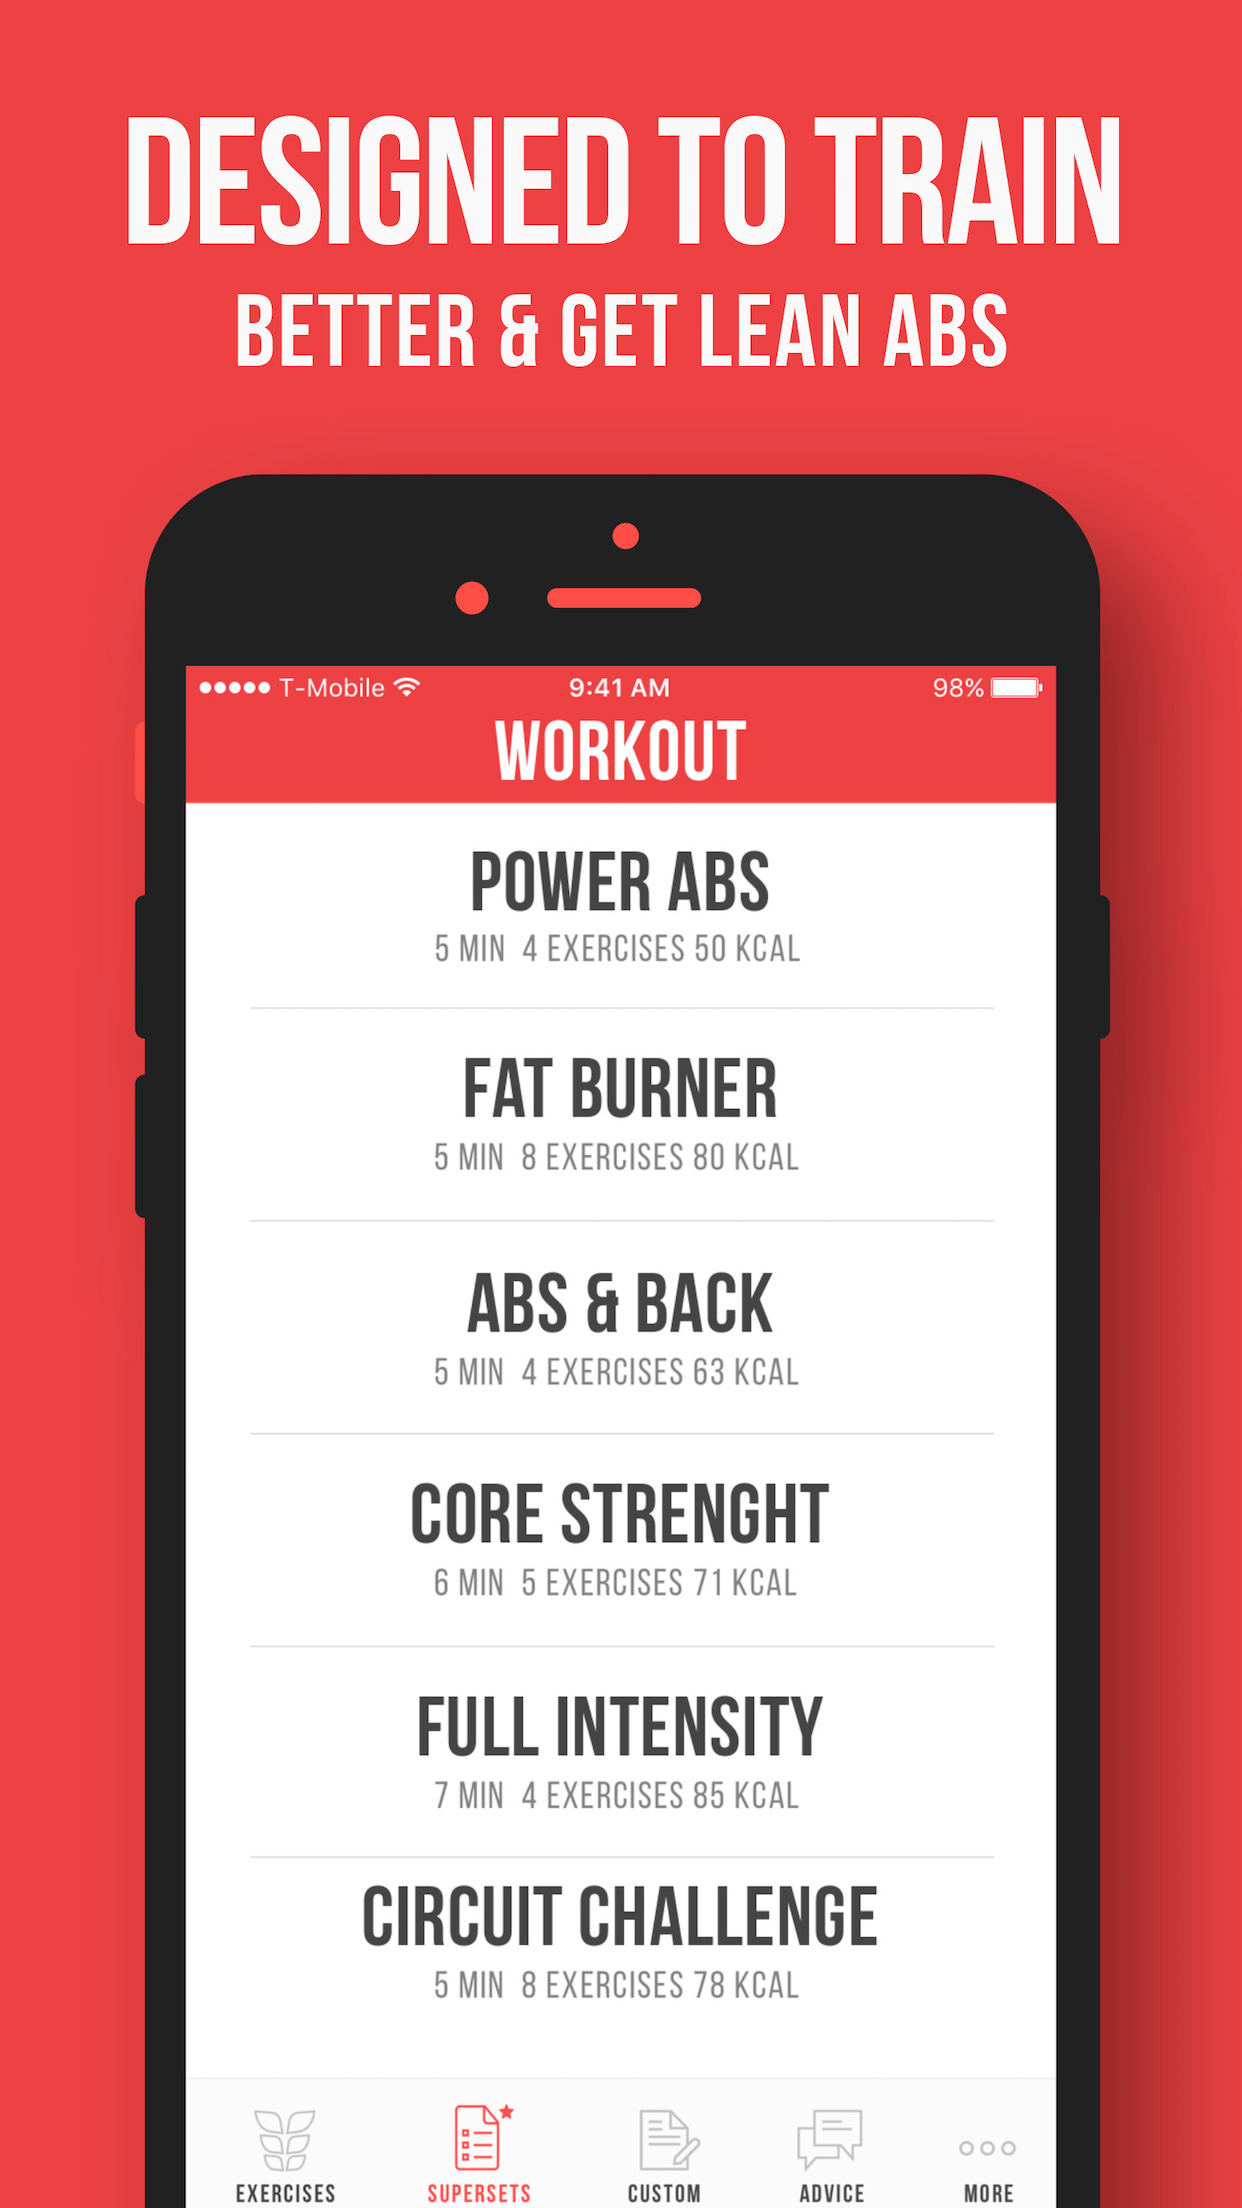 DESIGNED TO TRAIN
BETTER & GET LEAN ABS
T-Mobile 9:41 AM 98%
WORKOUT
POWER ABS
5 MIN 4 EXERCISES 50 KCAL
FAT BURNER
5 MIN 8 EXERCISES 80 KCAL
ABS & BACK
5 MIN 4 EXERCISES 63 KCAL
CORE STRENGHT
6 MIN 5 EXERCISES 71 KCAL
FULL INTENSITY
7 MIN 4 EXERCISES 85 KCAL
CIRCUIT CHALLENGE
5 MIN 8 EXERCISES 78 KCAL
EXERCISES SUPERSETS CUSTOM ADVICE MORE